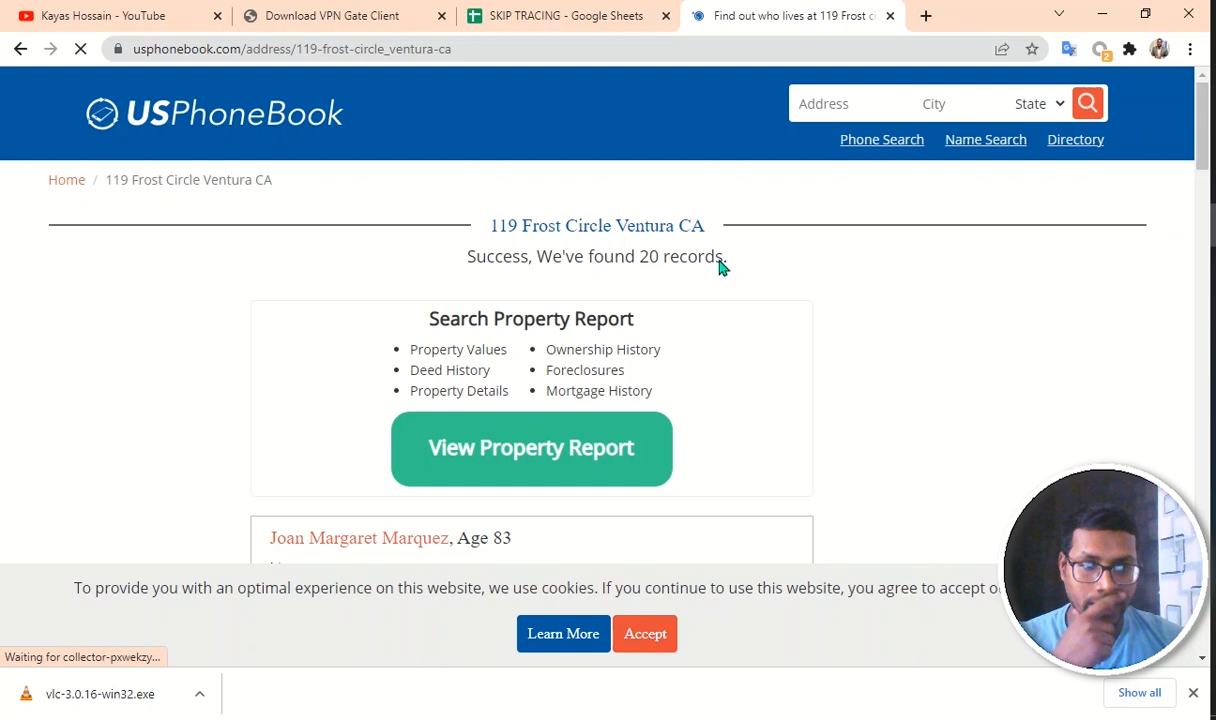 Kayas Hossain - YouTube
Download VPN Gate Client
SKIP TRACING - Google Sheets
Find out who lives at 119 Frost ci
usphonebook.com/address/119-frost-circle_ventura-ca
2
USPhoneBook
Address
City
State
Phone Search
Name Search
Directory
Home / 119 Frost Circle Ventura CA
119 Frost Circle Ventura CA
Success, We've found 20 records.
Search Property Report
Property Values
Ownership History
Deed History
Foreclosures
Property Details
Mortgage History
View Property Report
Joan Margaret Marquez, Age 83
To provide you with an optimal experience on this website, we use cookies. If you continue to use this website, you agree to accept
Learn More
Accept
Waiting for collector-pxwekzy...
vlc-3.0.16-win32.exe
Show all